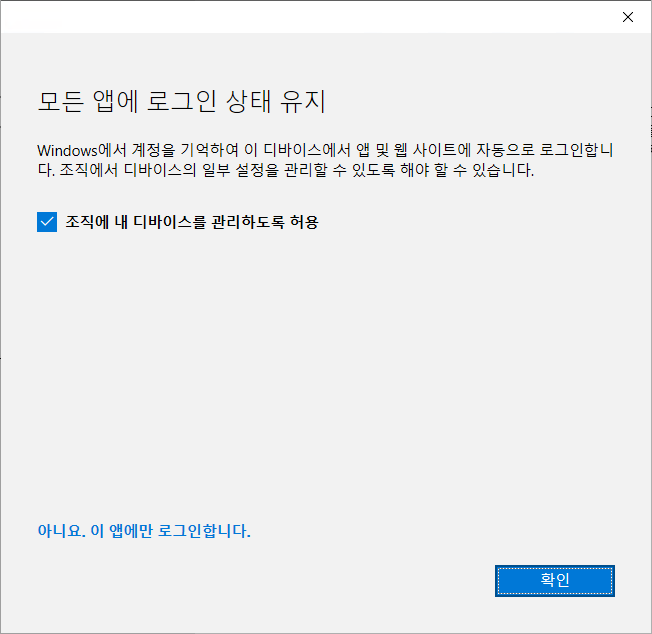 모든 앱에 로그인 상태 유지
Windows에서 계정을 기억하여 이 디바이스에서 앱 및 웹 사이트에 자동으로 로그인합니
다. 조직에서 디바이스의 일부 설정을 관리할 수 있도록 해야 할 수 있습니다.
조직에 내 디바이스를 관리하도록 허용
아니요. 이 앱에만 로그인합니다.
확인